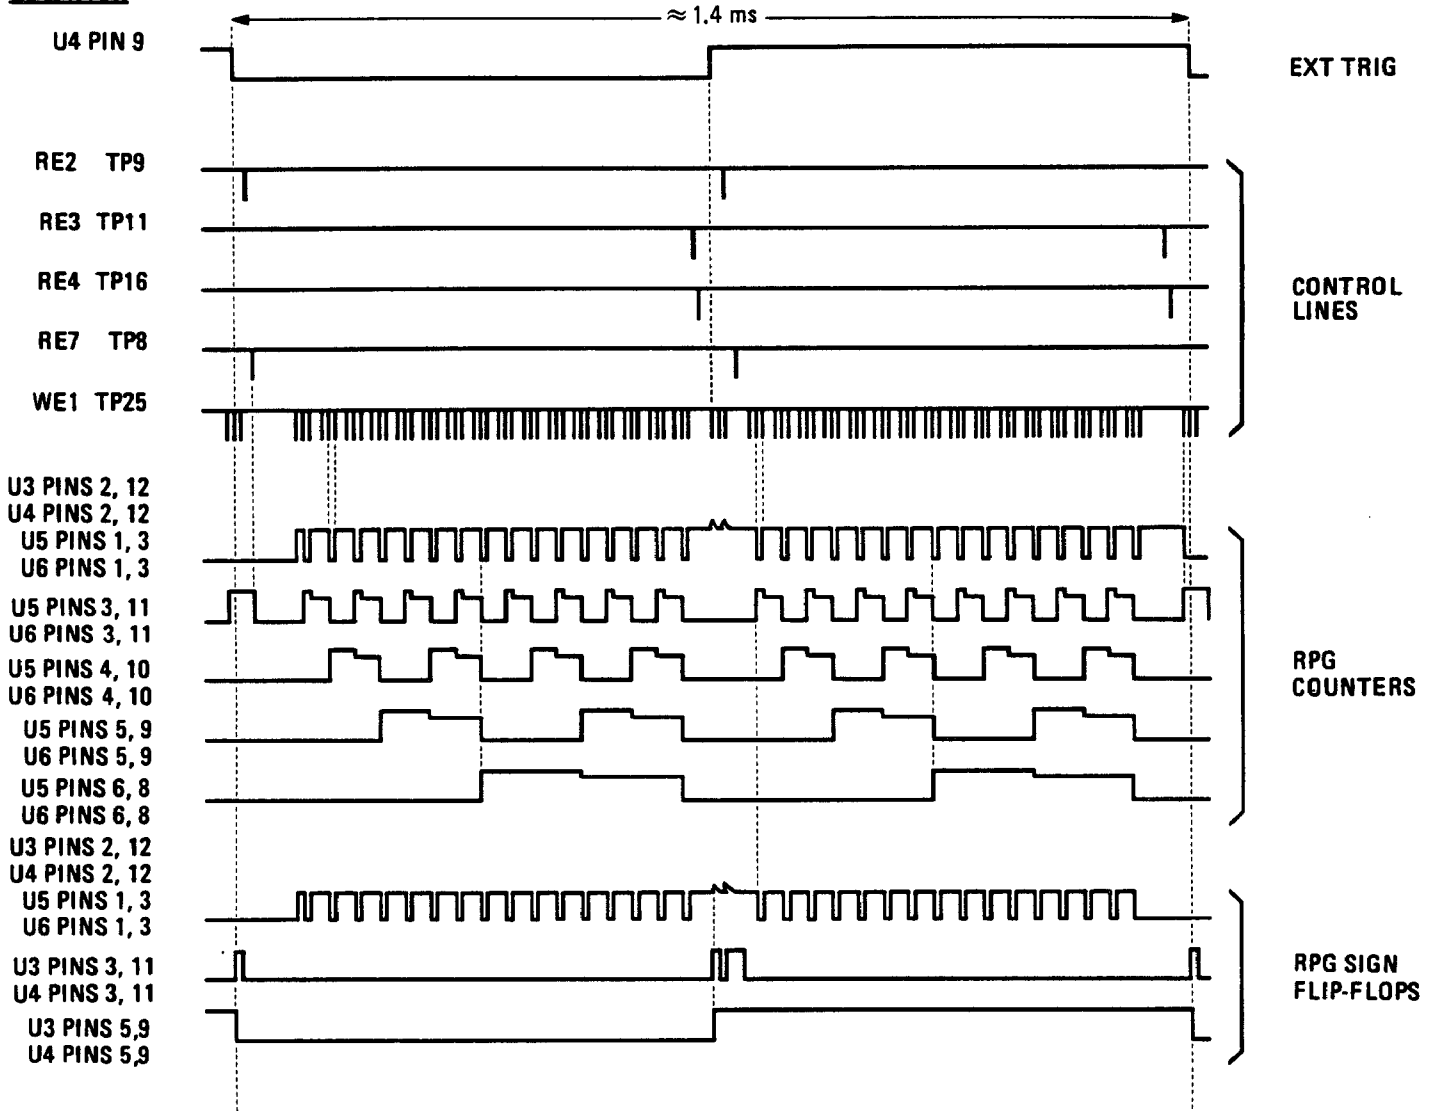 ≈ 1.4 ms
U4 PIN 9
EXT TRIG
RE2 TP9
RE3 TP11
RE4 TP16
RE7 TP8
WE1 TP25
CONTROL
LINES
U3 PINS 2, 12
U4 PINS 2, 12
U5 PINS 1, 3
U6 PINS 1, 3
U5 PINS 3, 11
U6 PINS 3, 11
U5 PINS 4, 10
U6 PINS 4, 10
U5 PINS 5, 9
U6 PINS 5, 9
U5 PINS 6, 8
U6 PINS 6, 8
RPG
COUNTERS
U3 PINS 2, 12
U4 PINS 2, 12
U5 PINS 1, 3
U6 PINS 1, 3
U3 PINS 3, 11
U4 PINS 3, 11
U3 PINS 5,9
U4 PINS 5,9
RPG SIGN
FLIP-FLOPS